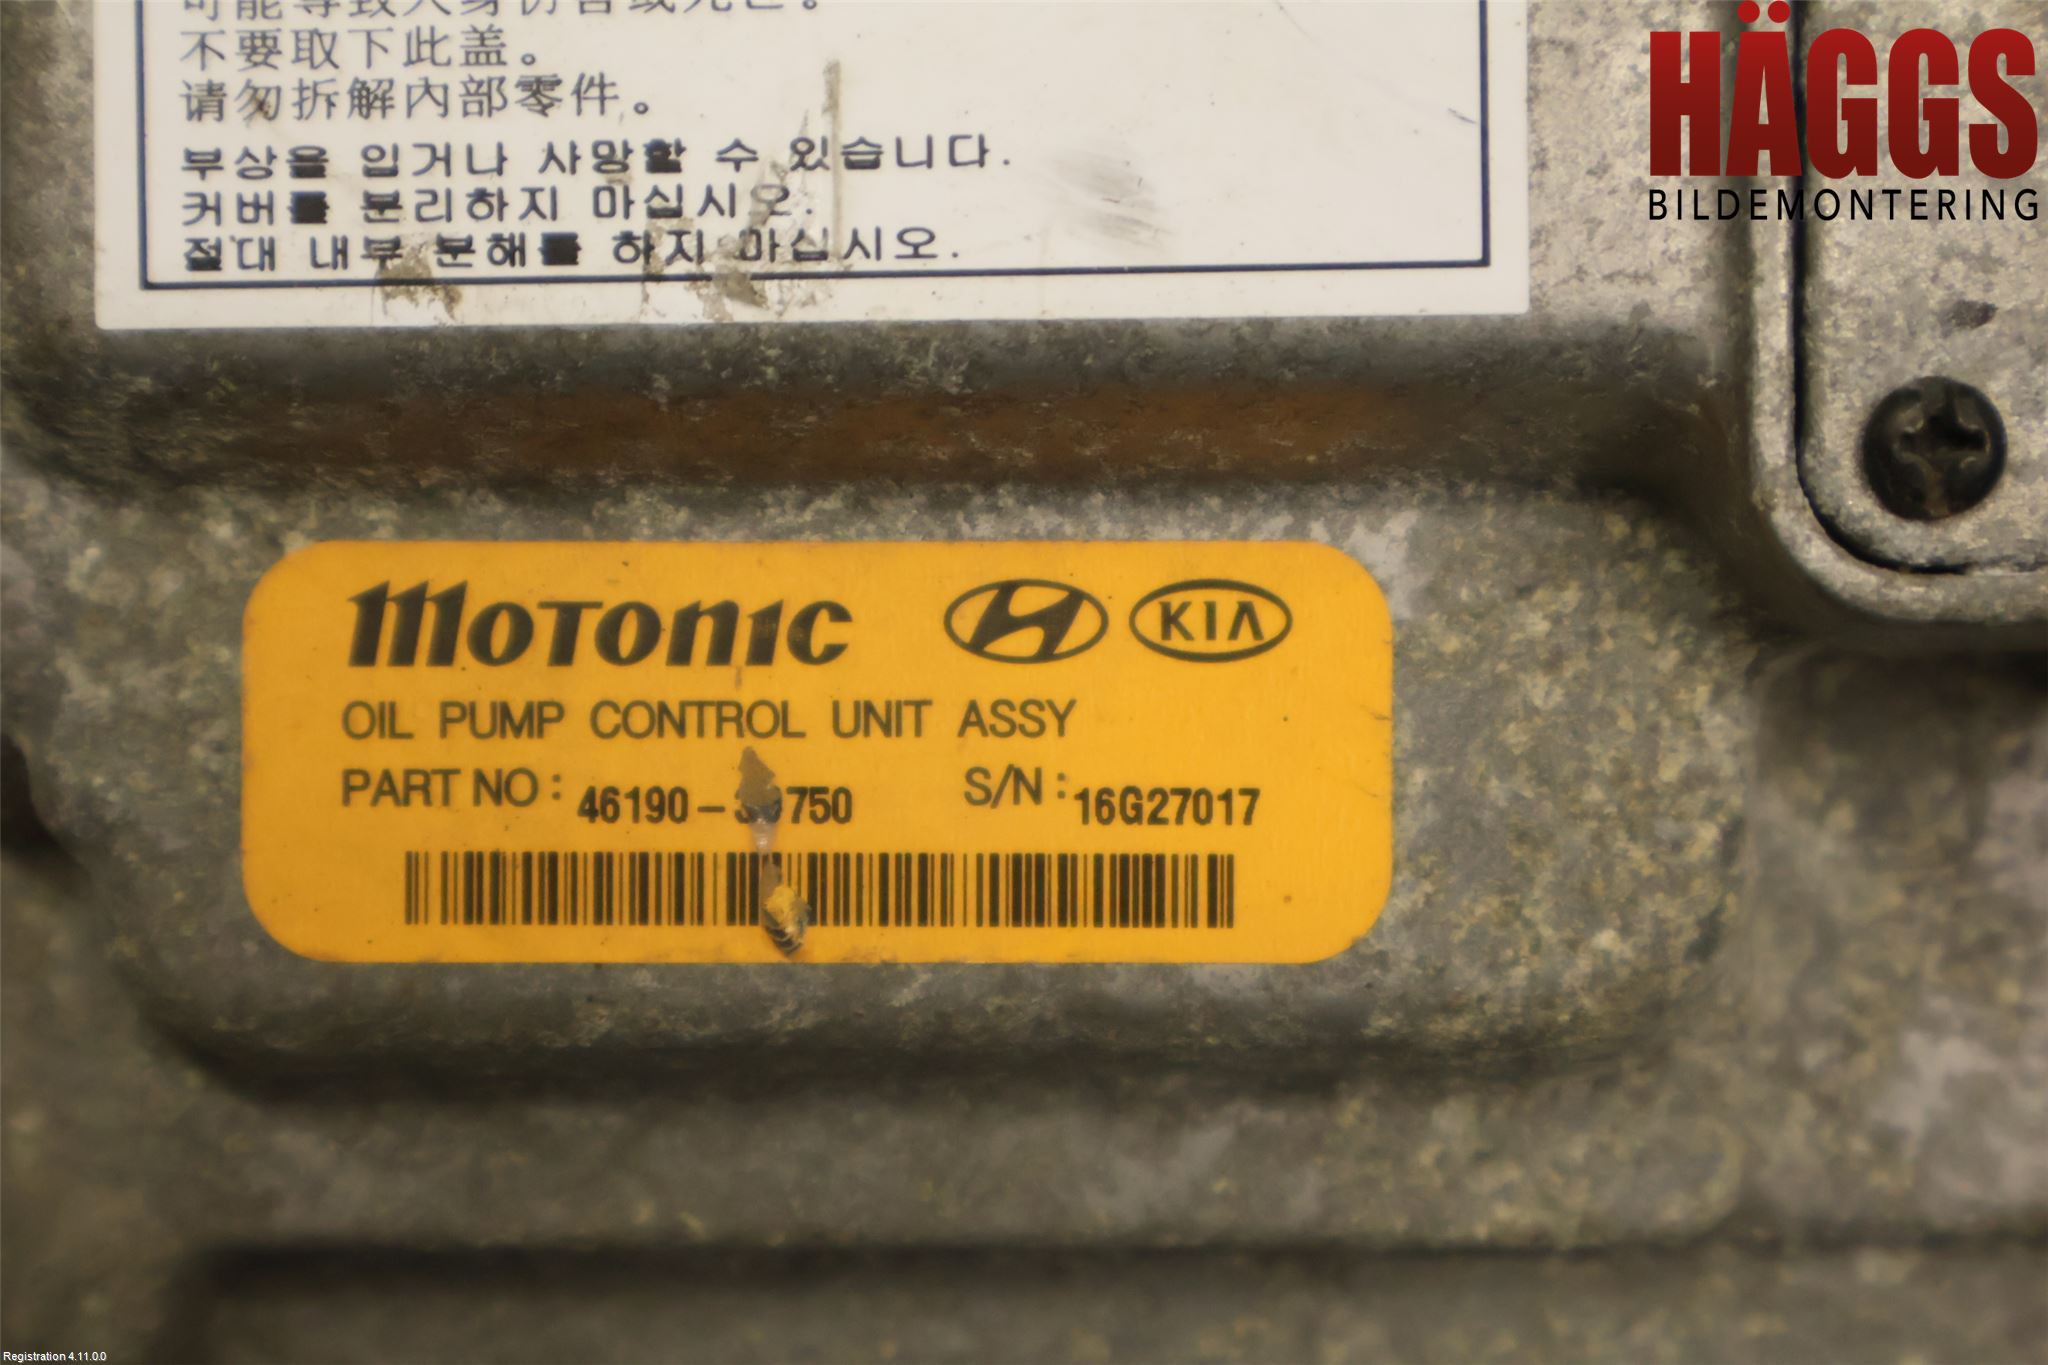 不要取下此盖。
请勿拆解内部零件。
부상을 입거나 사망할 수 있습니다.
커버를 분리하지 마십시오.
절대 내부 분해를 하지 마십시오.
HÄGGS
BILDEMONTERING
MOTONIC KIA
OIL PUMP CONTROL UNIT ASSY
PART NO : S/N : 16G27017
Registration 4.11.0.0